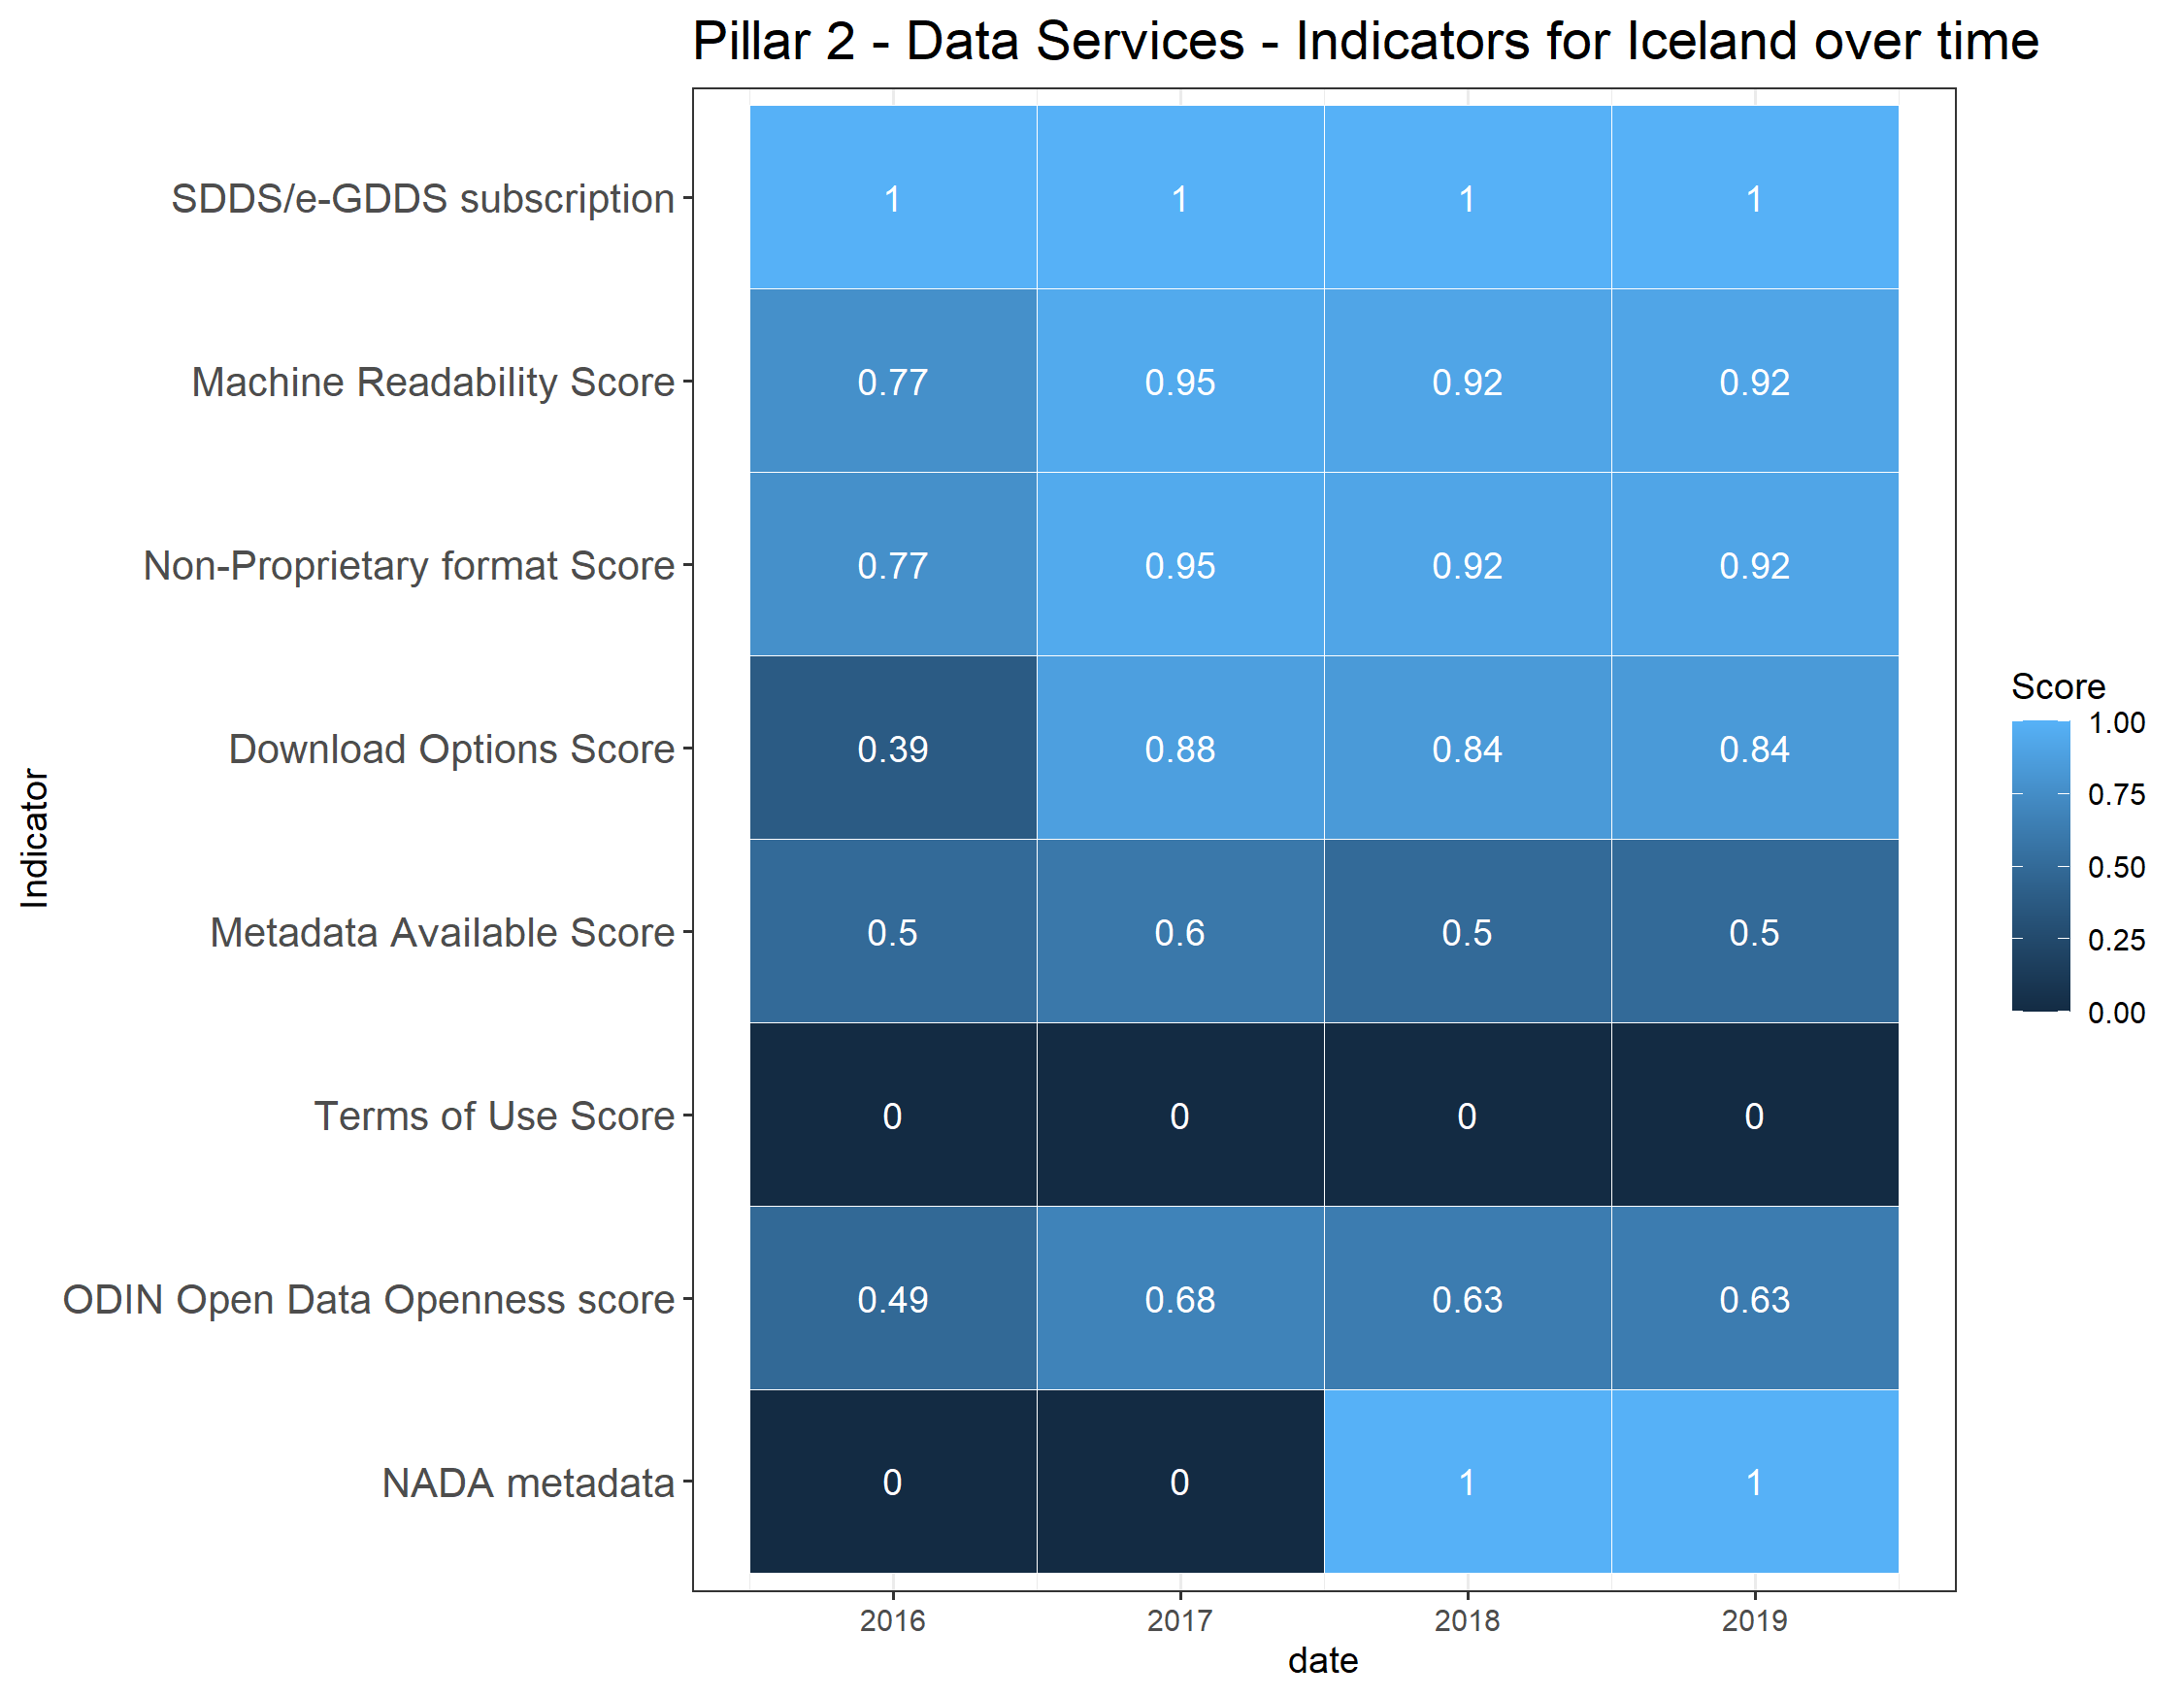 Pillar 2 - Data Services - Indicators for Iceland over time
Indicator
SDDS/e-GDDS subscription 1 1 1 1
Machine Readability Score 0.77 0.95 0.92 0.92
Non-Proprietary format Score 0.77 0.95 0.92 0.92
Download Options Score 0.39 0.88 0.84 0.84
Metadata Available Score 0.5 0.6 0.5 0.5
Terms of Use Score 0 0 0 0
ODIN Open Data Openness score 0.49 0.68 0.63 0.63
NADA metadata 0 0 1 1
2016 2017 2018 2019
date
Score
1.00
0.75
0.50
0.25
0.00